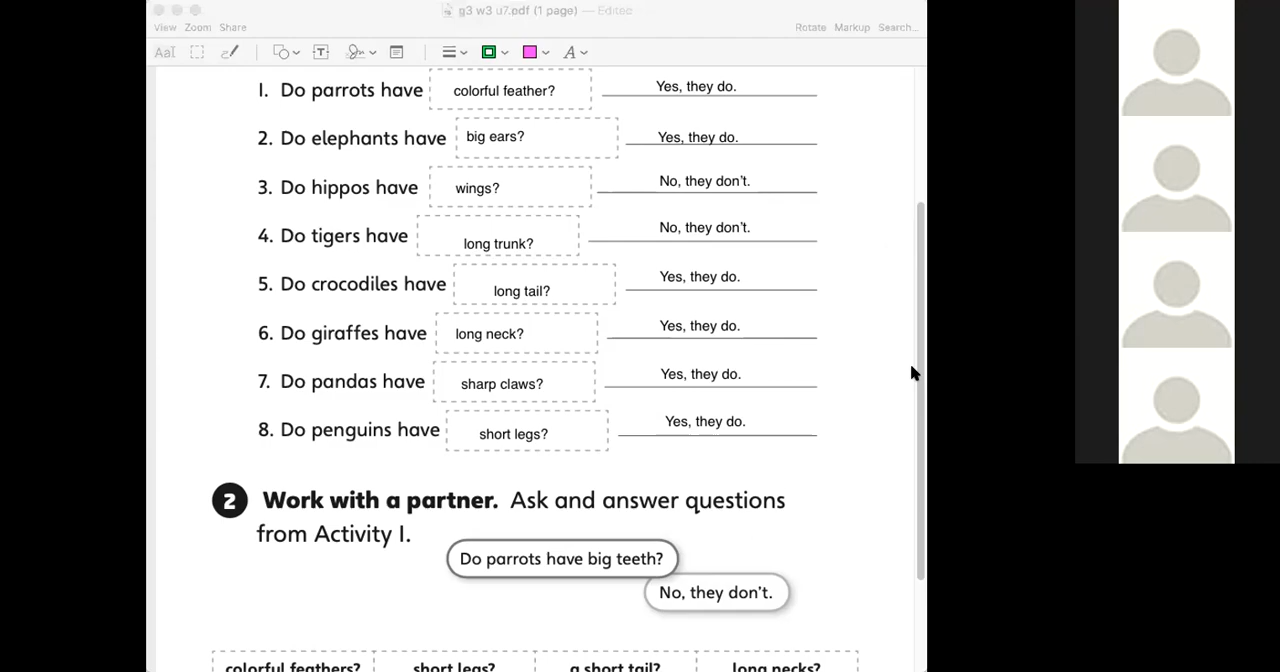 g3 w3 u7.pdf (1 page) — Edited
View Zoom Share Rotate Markup Search...
AaI T A
1. Do parrots have colorful feather? Yes, they do.
2. Do elephants have big ears? Yes, they do.
3. Do hippos have wings? No, they don't.
4. Do tigers have long trunk? No, they don't.
5. Do crocodiles have long tail? Yes, they do.
6. Do giraffes have long neck? Yes, they do.
7. Do pandas have sharp claws? Yes, they do.
8. Do penguins have short legs? Yes, they do.
2 Work with a partner. Ask and answer questions
from Activity 1.
Do parrots have big teeth?
No, they don't.
colorful feathers? short legs? a short tail? long necks?